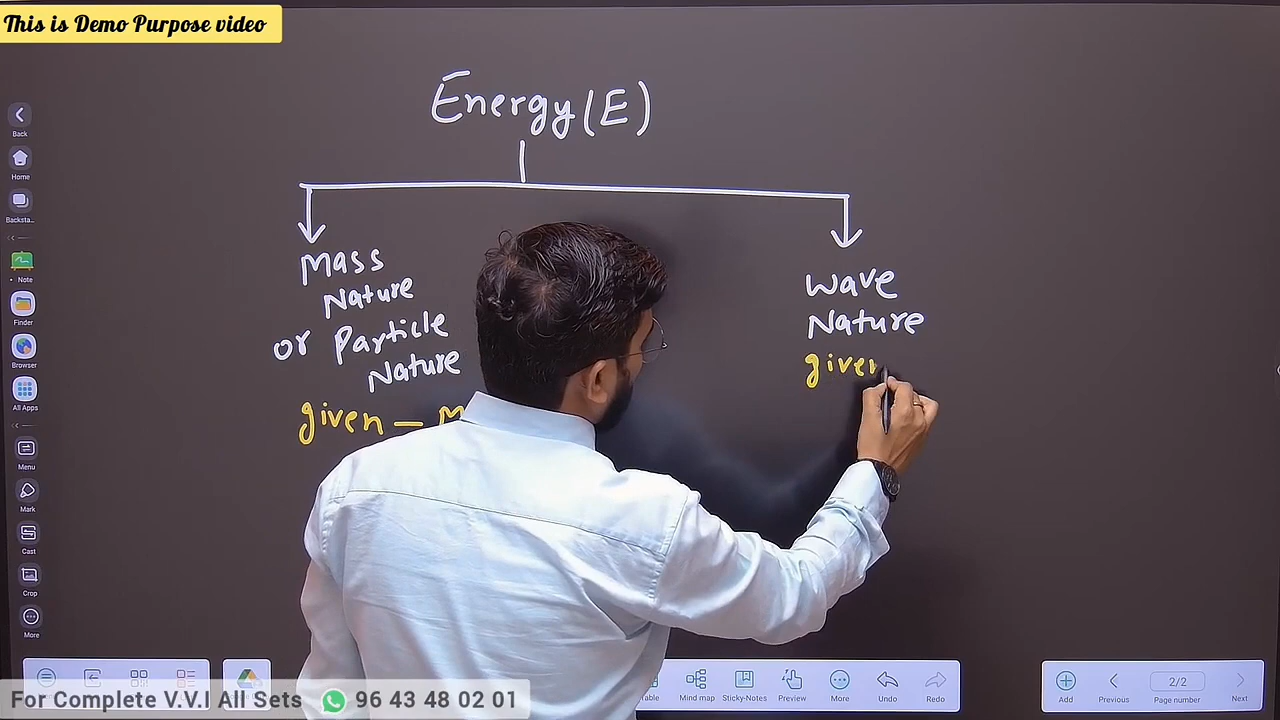 This is Demo Purpose video
Energy(E)
Mass
Nature
or Particle
Nature
given –
Wave
Nature
given
Back
Home
Backsta..
Note
Finder
Browser
All Apps
Menu
Mark
Cast
Crop
More
Mind map
Sticky-Notes
Preview
More
Undo
Redo
Add
Previous
2/2
Page number
Next
For Complete V.V.I All Sets 96 43 48 02 01